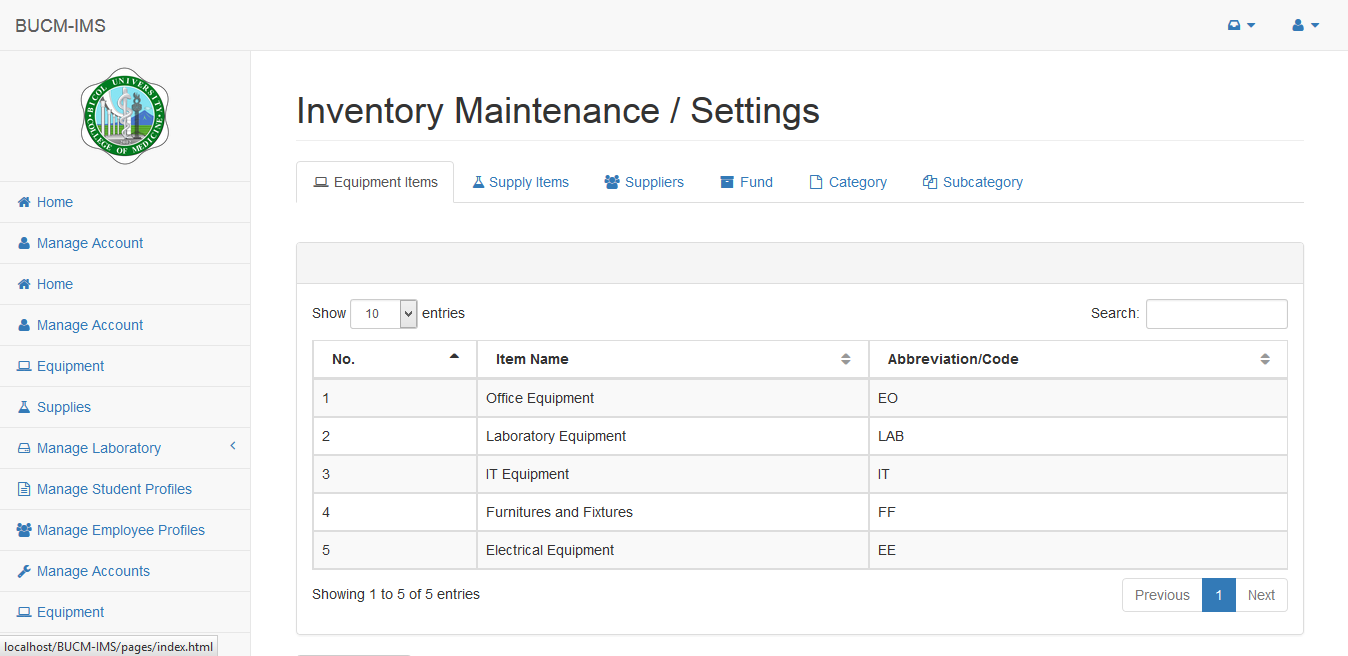 BUCM-IMS
BICOL UNIVERSITY
COLLEGE OF MEDICINE
Home
Manage Account
Home
Manage Account
Equipment
Supplies
Manage Laboratory
Manage Student Profiles
Manage Employee Profiles
Manage Accounts
Equipment
localhost/BUCM-IMS/pages/index.html
Inventory Maintenance / Settings
Equipment Items Supply Items Suppliers Fund Category Subcategory
Show 10 entries Search:
No. Item Name Abbreviation/Code
1 Office Equipment EO
2 Laboratory Equipment LAB
3 IT Equipment IT
4 Furnitures and Fixtures FF
5 Electrical Equipment EE
Showing 1 to 5 of 5 entries Previous 1 Next